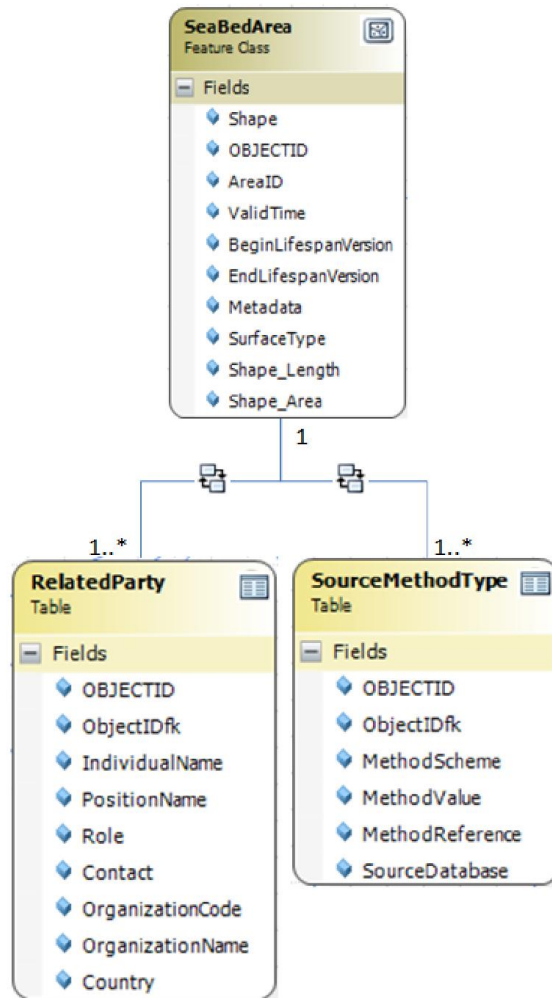 SeaBedArea
Feature Class
Fields
Shape
OBJECTID
AreaID
ValidTime
BeginLifespanVersion
EndLifespanVersion
Metadata
SurfaceType
Shape_Length
Shape_Area
1
1..*
1..*
RelatedParty
Table
Fields
OBJECTID
ObjectIDfk
IndividualName
PositionName
Role
Contact
OrganizationCode
OrganizationName
Country
SourceMethodType
Table
Fields
OBJECTID
ObjectIDfk
MethodScheme
MethodValue
MethodReference
SourceDatabase